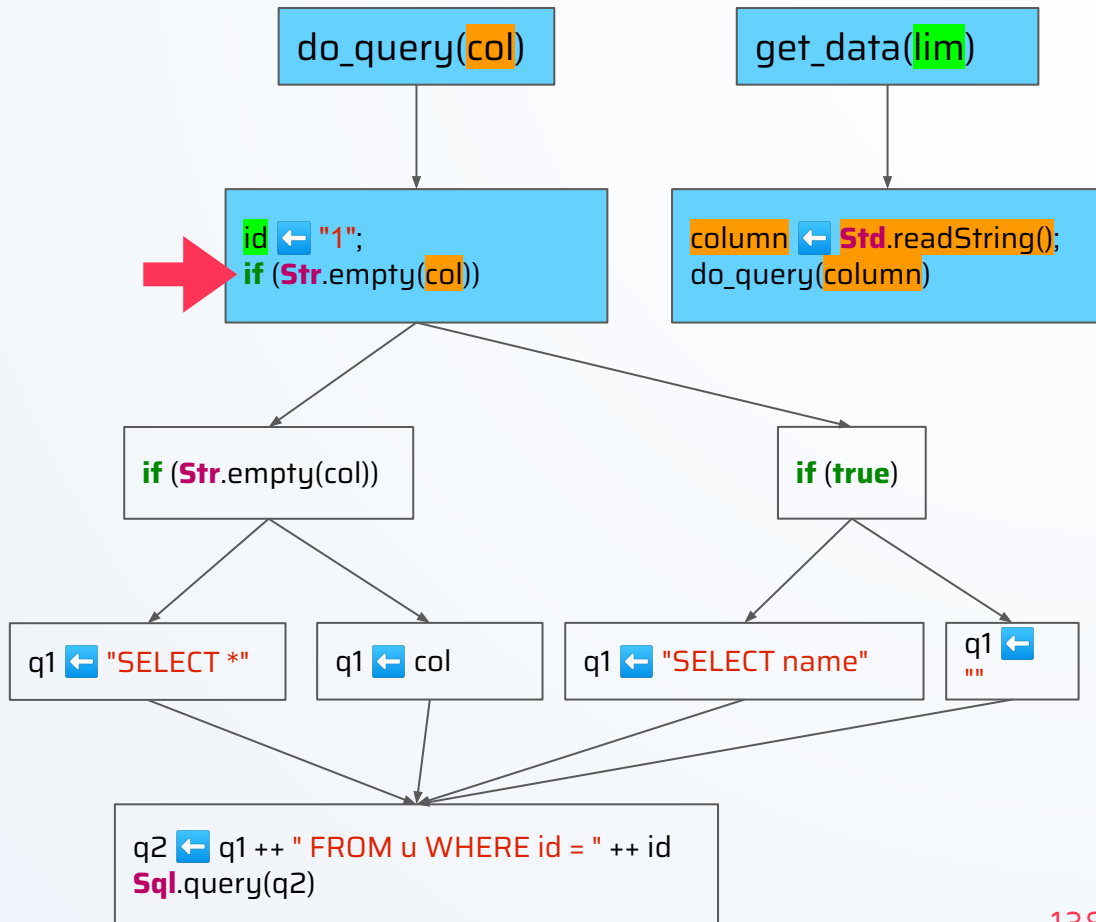 do_query(col)
get_data(lim)
id ⬅ "1";
if (Str.empty(col))
column ⬅ Std.readString();
do_query(column)
if (Str.empty(col))
if (true)
q1 ⬅ "SELECT *"
q1 ⬅ col
q1 ⬅ "SELECT name"
q1 ⬅
""
q2 ⬅ q1 ++ " FROM u WHERE id = " ++ id
Sql.query(q2)